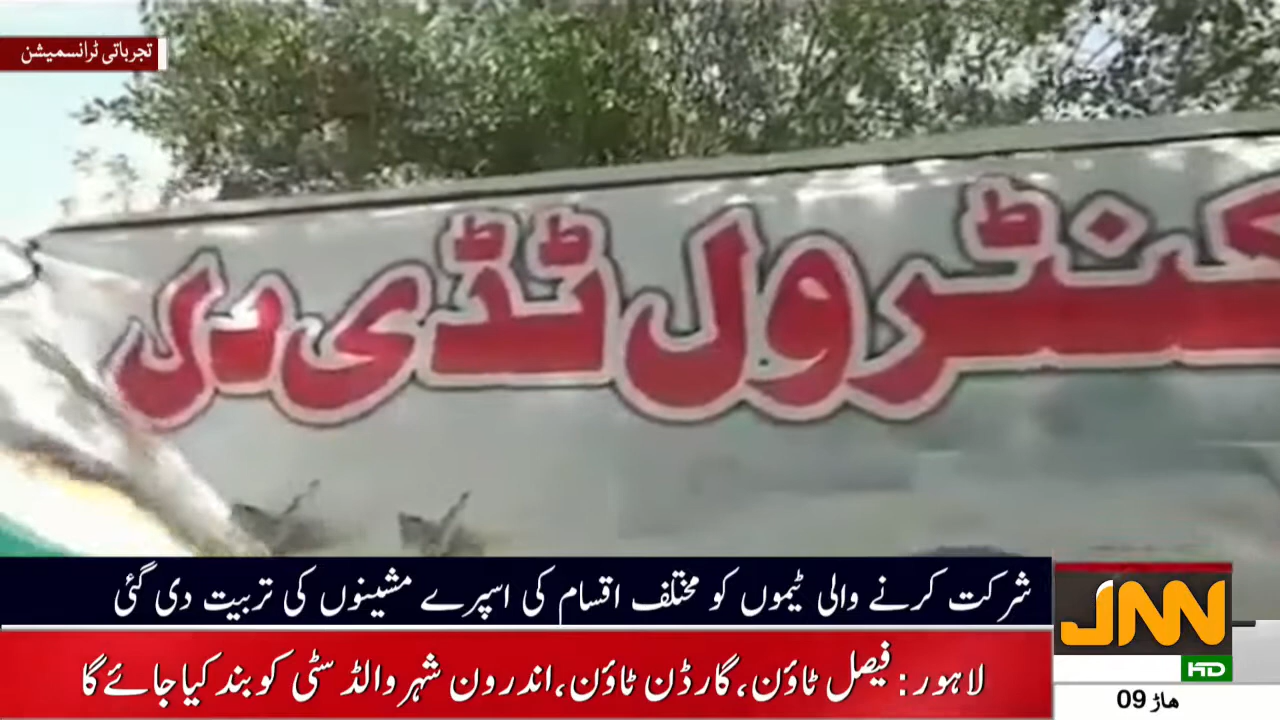 تجرباتی ٹرانسمیشن
کنٹرول ٹڈی دل
شرکت کرنے والی ٹیموں کو مختلف اقسام کی اسپرے مشینوں کی تربیت دی گئی
لاہور: فیصل ٹاؤن، گارڈن ٹاؤن، اندرون شہر والڈ سٹی کو بند کیا جائے گا
JNN
HD
09 ھاڑ